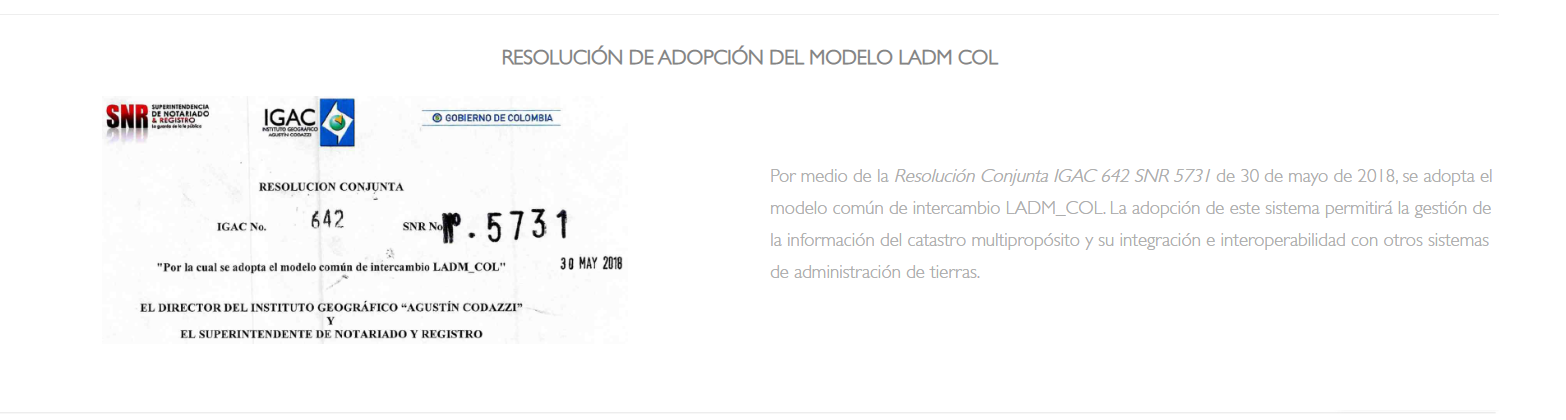 RESOLUCIÓN DE ADOPCIÓN DEL MODELO LADM COL
SNR SUPERINTENDENCIA
DE NOTARIADO
& REGISTRO
La guarda de la fe pública
IGAC
INSTITUTO GEOGRÁFICO
AGUSTÍN CODAZZI
GOBIERNO DE COLOMBIA
RESOLUCION CONJUNTA
IGAC No. 642 SNR No Nº. 5731
"Por la cual se adopta el modelo común de intercambio LADM_COL" 30 MAY 2018
EL DIRECTOR DEL INSTITUTO GEOGRÁFICO “AGUSTÍN CODAZZI”
Y
EL SUPERINTENDENTE DE NOTARIADO Y REGISTRO
Por medio de la Resolución Conjunta IGAC 642 SNR 5731 de 30 de mayo de 2018, se adopta el
modelo común de intercambio LADM_COL. La adopción de este sistema permitirá la gestión de
la información del catastro multipropósito y su integración e interoperabilidad con otros sistemas
de administración de tierras.